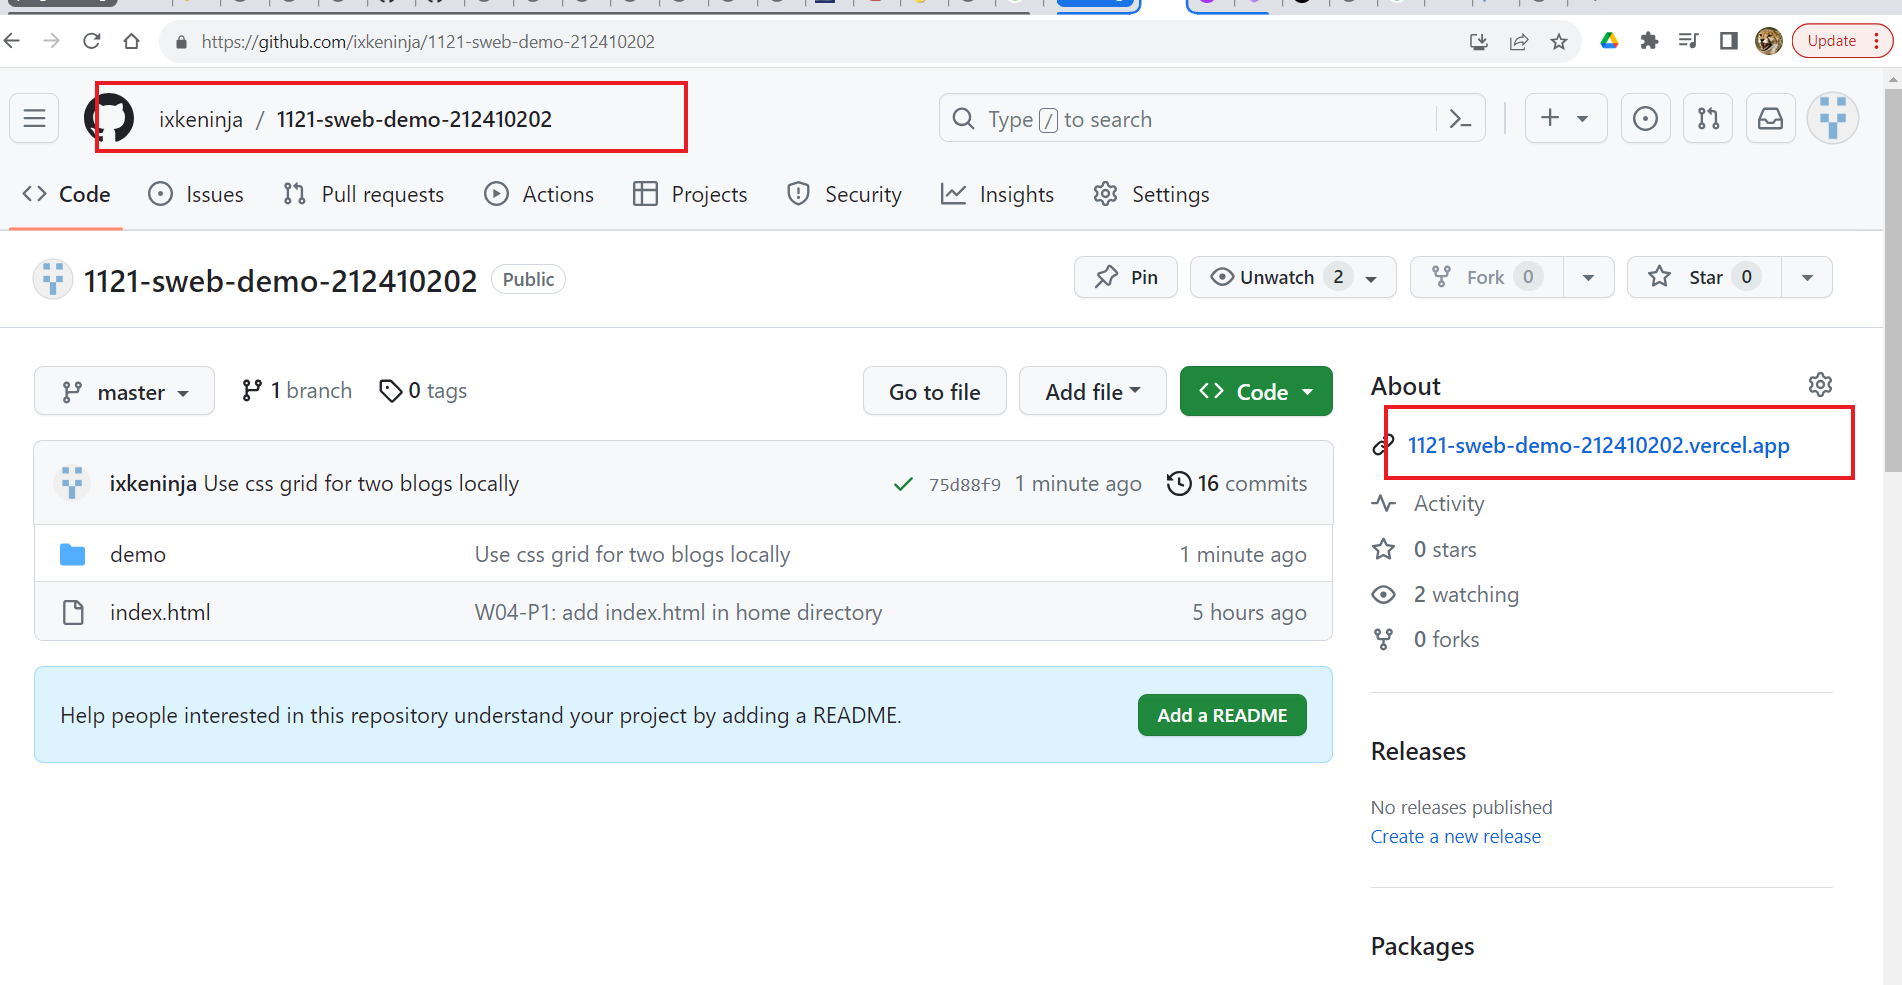 https://github.com/ixkeninja/1121-sweb-demo-212410202
Update
ixkeninja / 1121-sweb-demo-212410202
Type / to search
Code Issues Pull requests Actions Projects Security Insights Settings
1121-sweb-demo-212410202 Public
Pin Unwatch 2 Fork 0 Star 0
master 1 branch 0 tags Go to file Add file Code
ixkeninja Use css grid for two blogs locally 75d88f9 1 minute ago 16 commits
demo Use css grid for two blogs locally 1 minute ago
index.html W04-P1: add index.html in home directory 5 hours ago
Help people interested in this repository understand your project by adding a README. Add a README
About
1121-sweb-demo-212410202.vercel.app
Activity
0 stars
2 watching
0 forks
Releases
No releases published
Create a new release
Packages